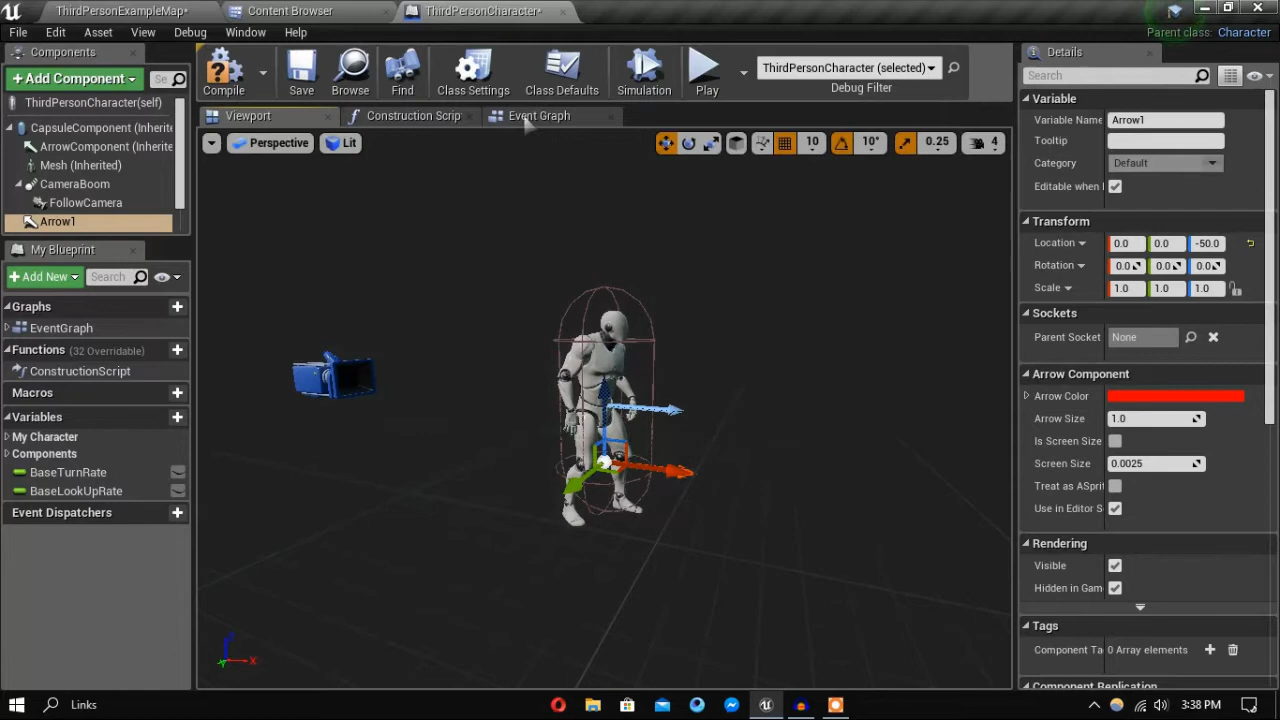 ThirdPersonExampleMap*
Content Browser
ThirdPersonCharacter*
File Edit Asset View Debug Window Help
Parent class: Character
Components
+Add Component
Se
ThirdPersonCharacter(self)
CapsuleComponent (Inherite
ArrowComponent (Inherite
Mesh (Inherited)
CameraBoom
FollowCamera
Arrow1
Compile
Save
Browse
Find
Class Settings
Class Defaults
Simulation
Play
ThirdPersonCharacter (selected)
Debug Filter
Viewport
Construction Scrip
Event Graph
Perspective
Lit
10
10°
0.25
4
My Blueprint
+Add New
Search
Graphs
EventGraph
Functions (32 Overridable)
ConstructionScript
Macros
Variables
My Character
Components
BaseTurnRate
BaseLookUpRate
Event Dispatchers
Z
X
Details
Search
Variable
Variable Name Arrow1
Tooltip
Category Default
Editable when I
Transform
Location 0.0 0.0 -50.0
Rotation 0.0 0.0 0.0
Scale 1.0 1.0 1.0
Sockets
Parent Socket None
Arrow Component
Arrow Color
Arrow Size 1.0
Is Screen Size
Screen Size 0.0025
Treat as ASprit
Use in Editor S
Rendering
Visible
Hidden in Gam
Tags
Component Ta 0 Array elements
Component Replication
Links
3:38 PM